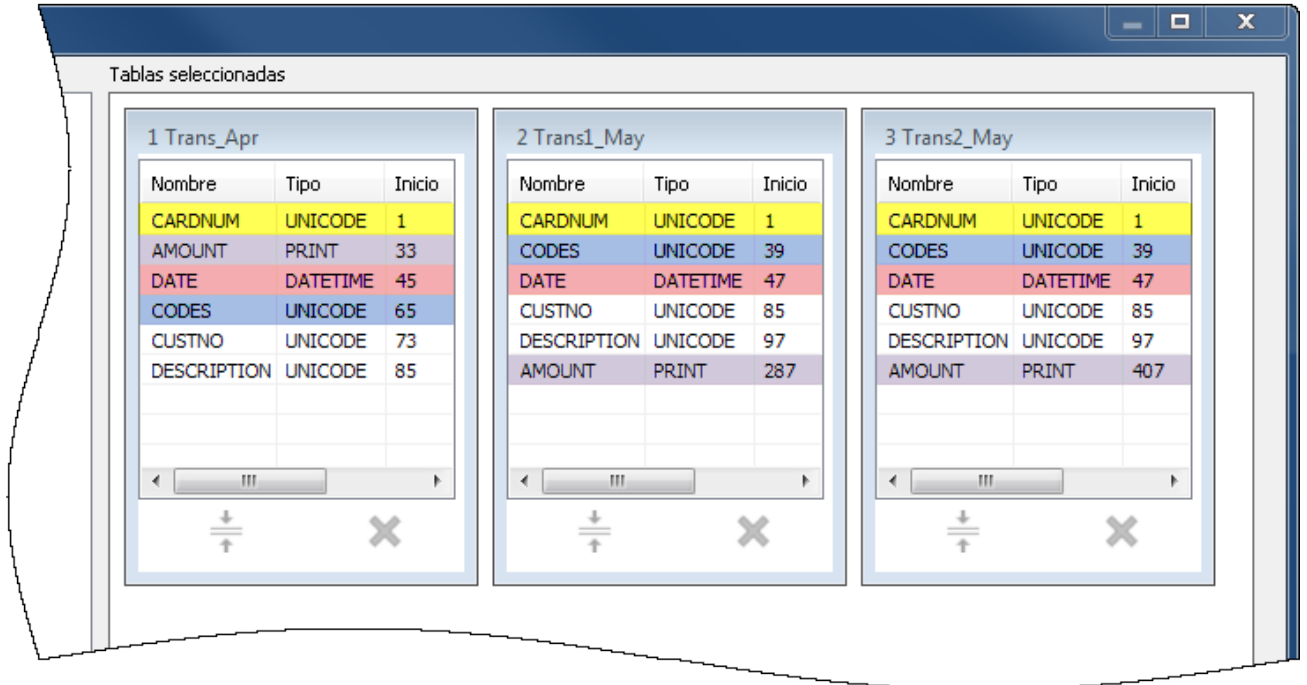 Tablas seleccionadas
1 Trans_Apr
Nombre Tipo Inicio
CARDNUM UNICODE 1
AMOUNT PRINT 33
DATE DATETIME 45
CODES UNICODE 65
CUSTNO UNICODE 73
DESCRIPTION UNICODE 85
2 Trans1_May
Nombre Tipo Inicio
CARDNUM UNICODE 1
CODES UNICODE 39
DATE DATETIME 47
CUSTNO UNICODE 85
DESCRIPTION UNICODE 97
AMOUNT PRINT 287
3 Trans2_May
Nombre Tipo Inicio
CARDNUM UNICODE 1
CODES UNICODE 39
DATE DATETIME 47
CUSTNO UNICODE 85
DESCRIPTION UNICODE 97
AMOUNT PRINT 407